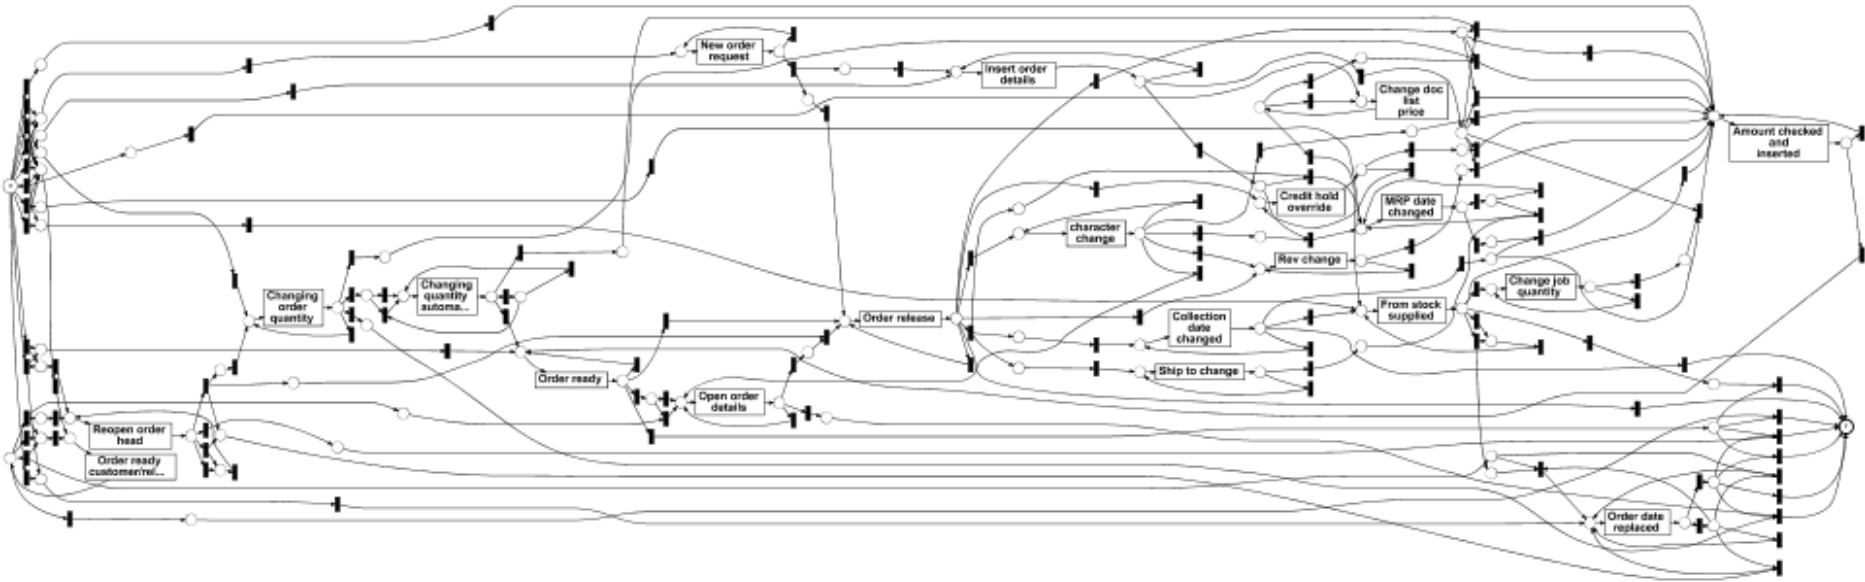 New order
request
Insert order
details
Change doc
list
price
Amount checked
and
inserted
Credit hold
override
MRP date
changed
character
change
Rev change
Changing
order
quantity
Changing
quantity
automa...
Order release
Collection
date
changed
From stock
supplied
Change job
quantity
Order ready
Open order
details
Ship to change
Reopen order
head
Order ready
customer/rel...
Order date
replaced